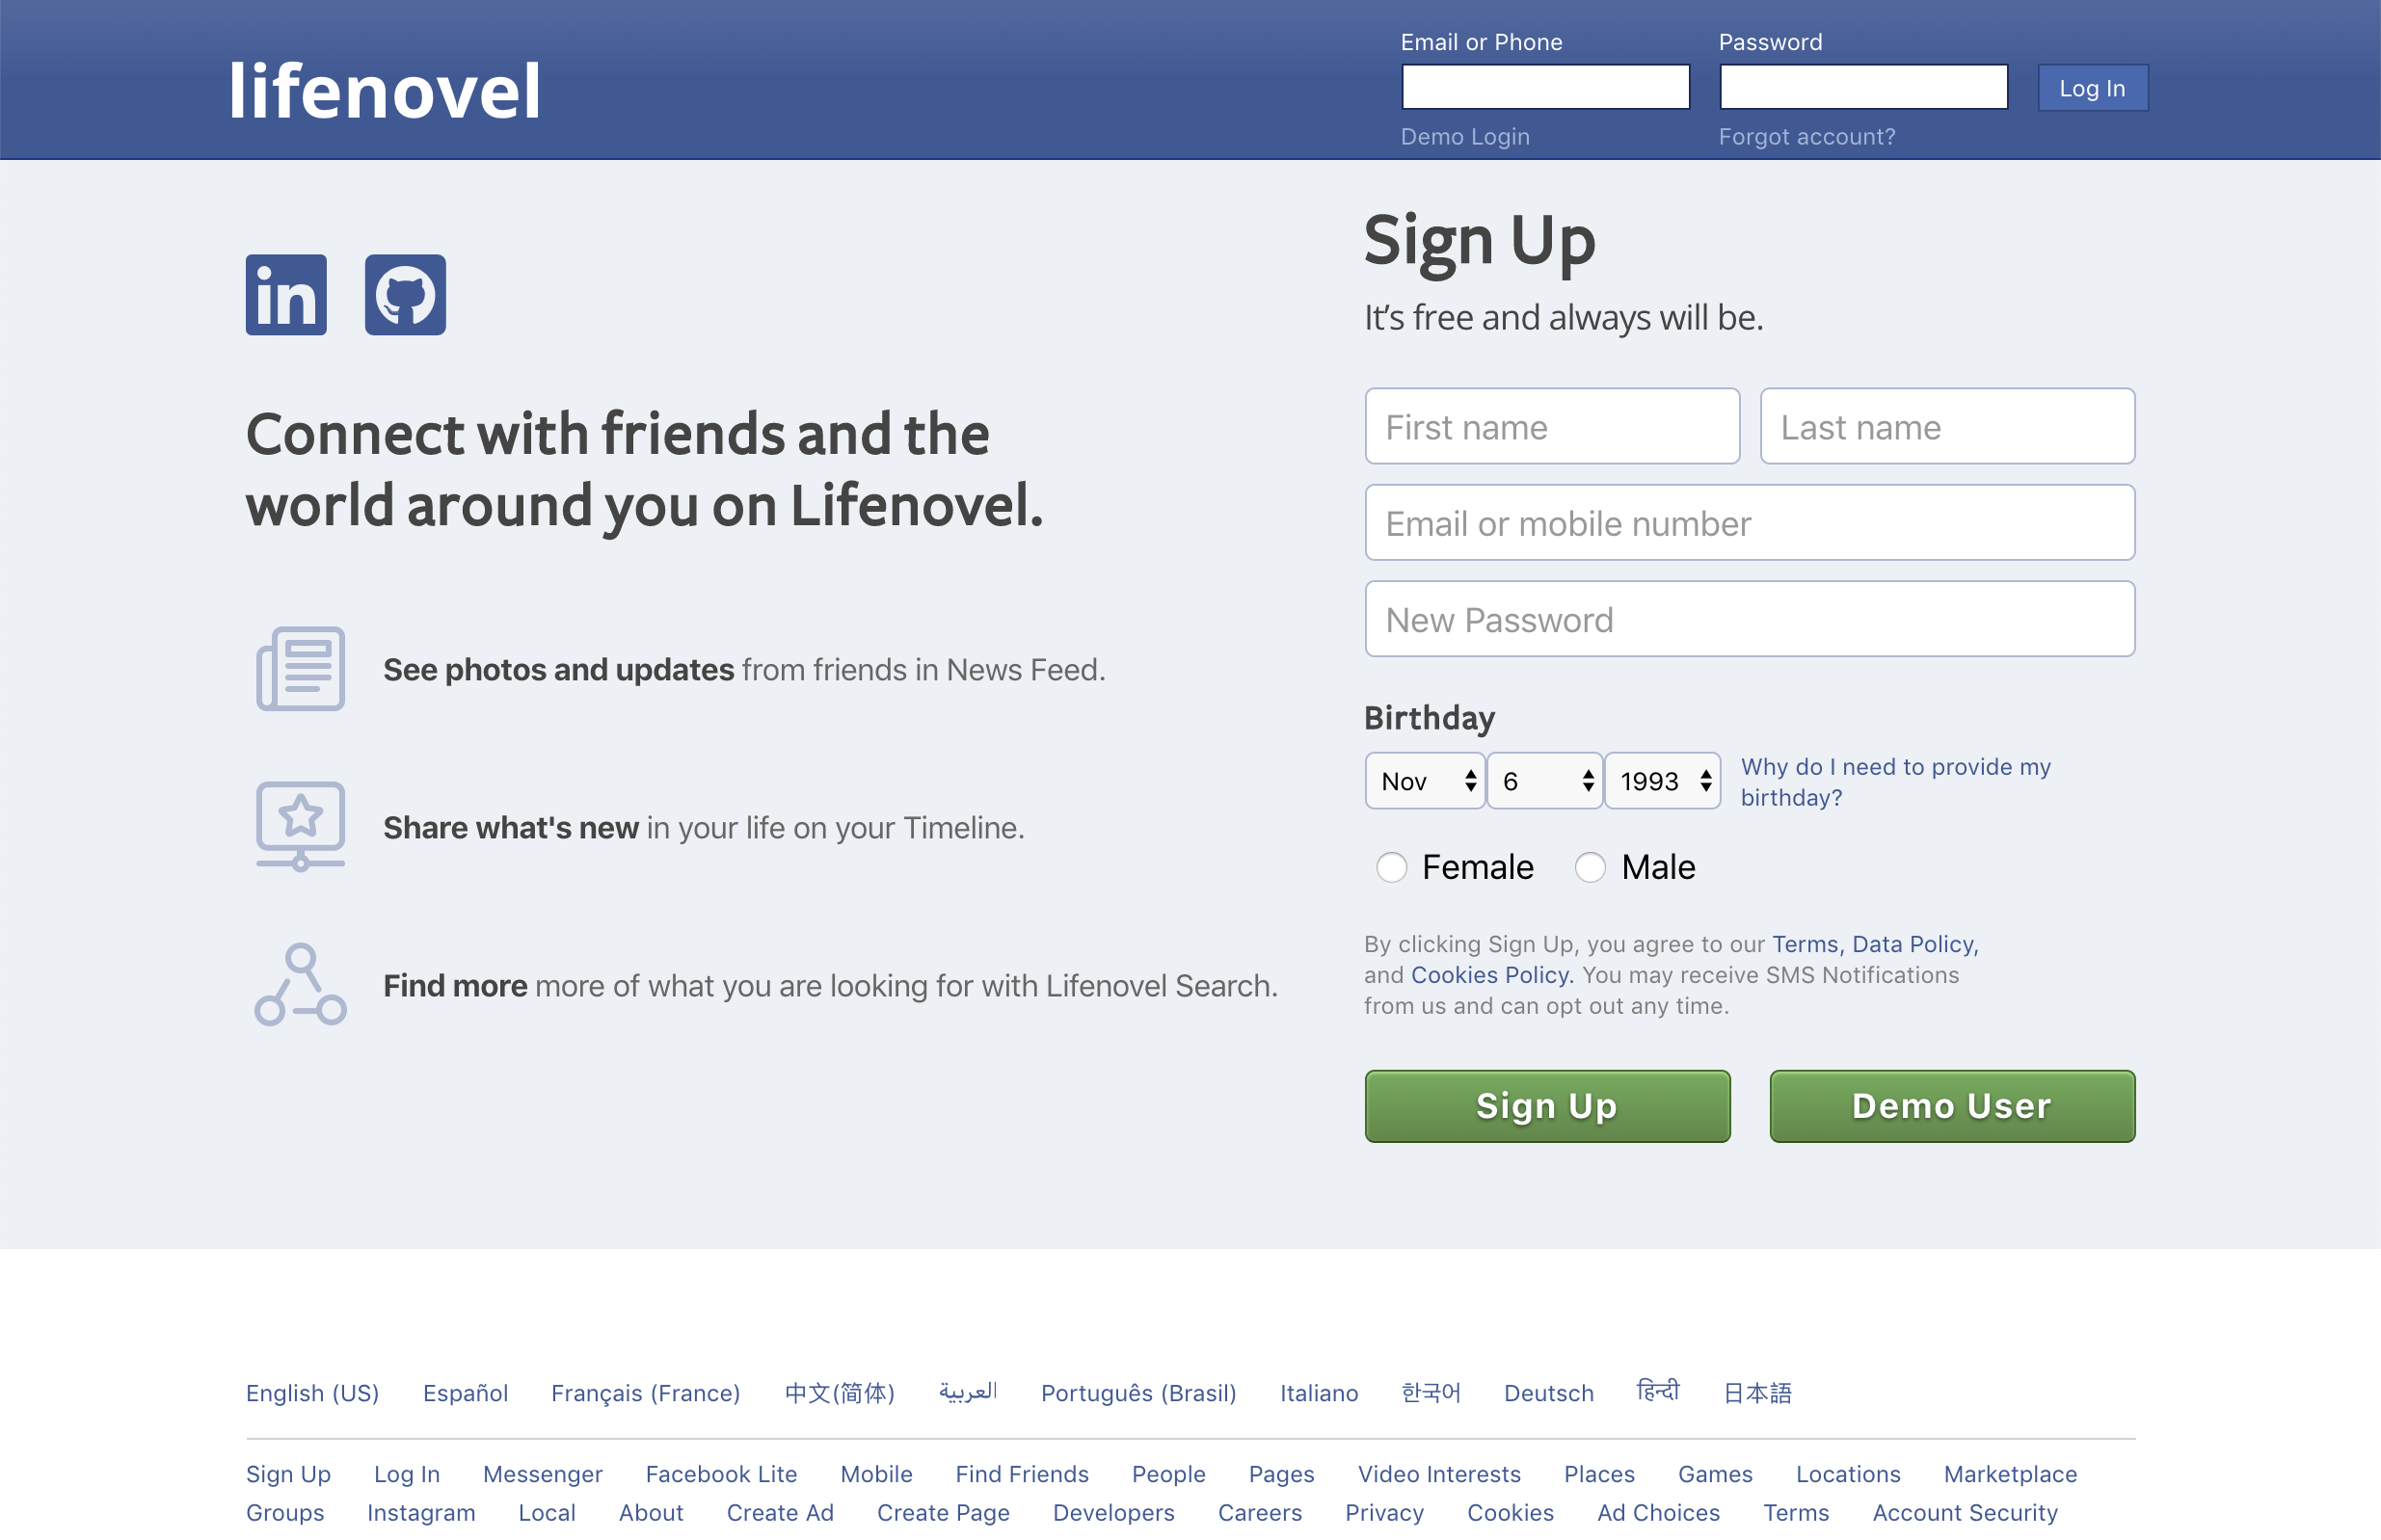 lifenovel
Email or Phone
Password
Log In
Demo Login
Forgot account?
in
Connect with friends and the
world around you on Lifenovel.
See photos and updates from friends in News Feed.
Share what's new in your life on your Timeline.
Find more more of what you are looking for with Lifenovel Search.
Sign Up
It’s free and always will be.
First name
Last name
Email or mobile number
New Password
Birthday
Nov
6
1993
Why do I need to provide my
birthday?
Female
Male
By clicking Sign Up, you agree to our Terms, Data Policy,
and Cookies Policy. You may receive SMS Notifications
from us and can opt out any time.
Sign Up
Demo User
English (US) Español Français (France) 中文(简体) العربية Português (Brasil) Italiano 한국어 Deutsch हिन्दी 日本語
Sign Up Log In Messenger Facebook Lite Mobile Find Friends People Pages Video Interests Places Games Locations Marketplace
Groups Instagram Local About Create Ad Create Page Developers Careers Privacy Cookies Ad Choices Terms Account Security